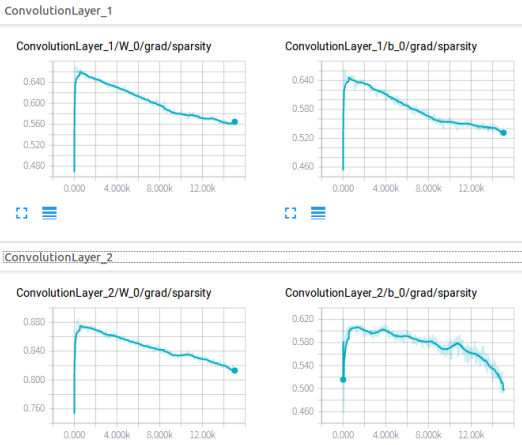 ConvolutionLayer_1
ConvolutionLayer_1/W_0/grad/sparsity
0.640
0.600
0.560
0.520
0.480
0.000 4.000k 8.000k 12.00k
ConvolutionLayer_1/b_0/grad/sparsity
0.640
0.580
0.520
0.460
0.000 4.000k 8.000k 12.00k
ConvolutionLayer_2
ConvolutionLayer_2/W_0/grad/sparsity
0.880
0.840
0.800
0.760
0.000 4.000k 8.000k 12.00k
ConvolutionLayer_2/b_0/grad/sparsity
0.620
0.580
0.540
0.500
0.460
0.000 4.000k 8.000k 12.00k